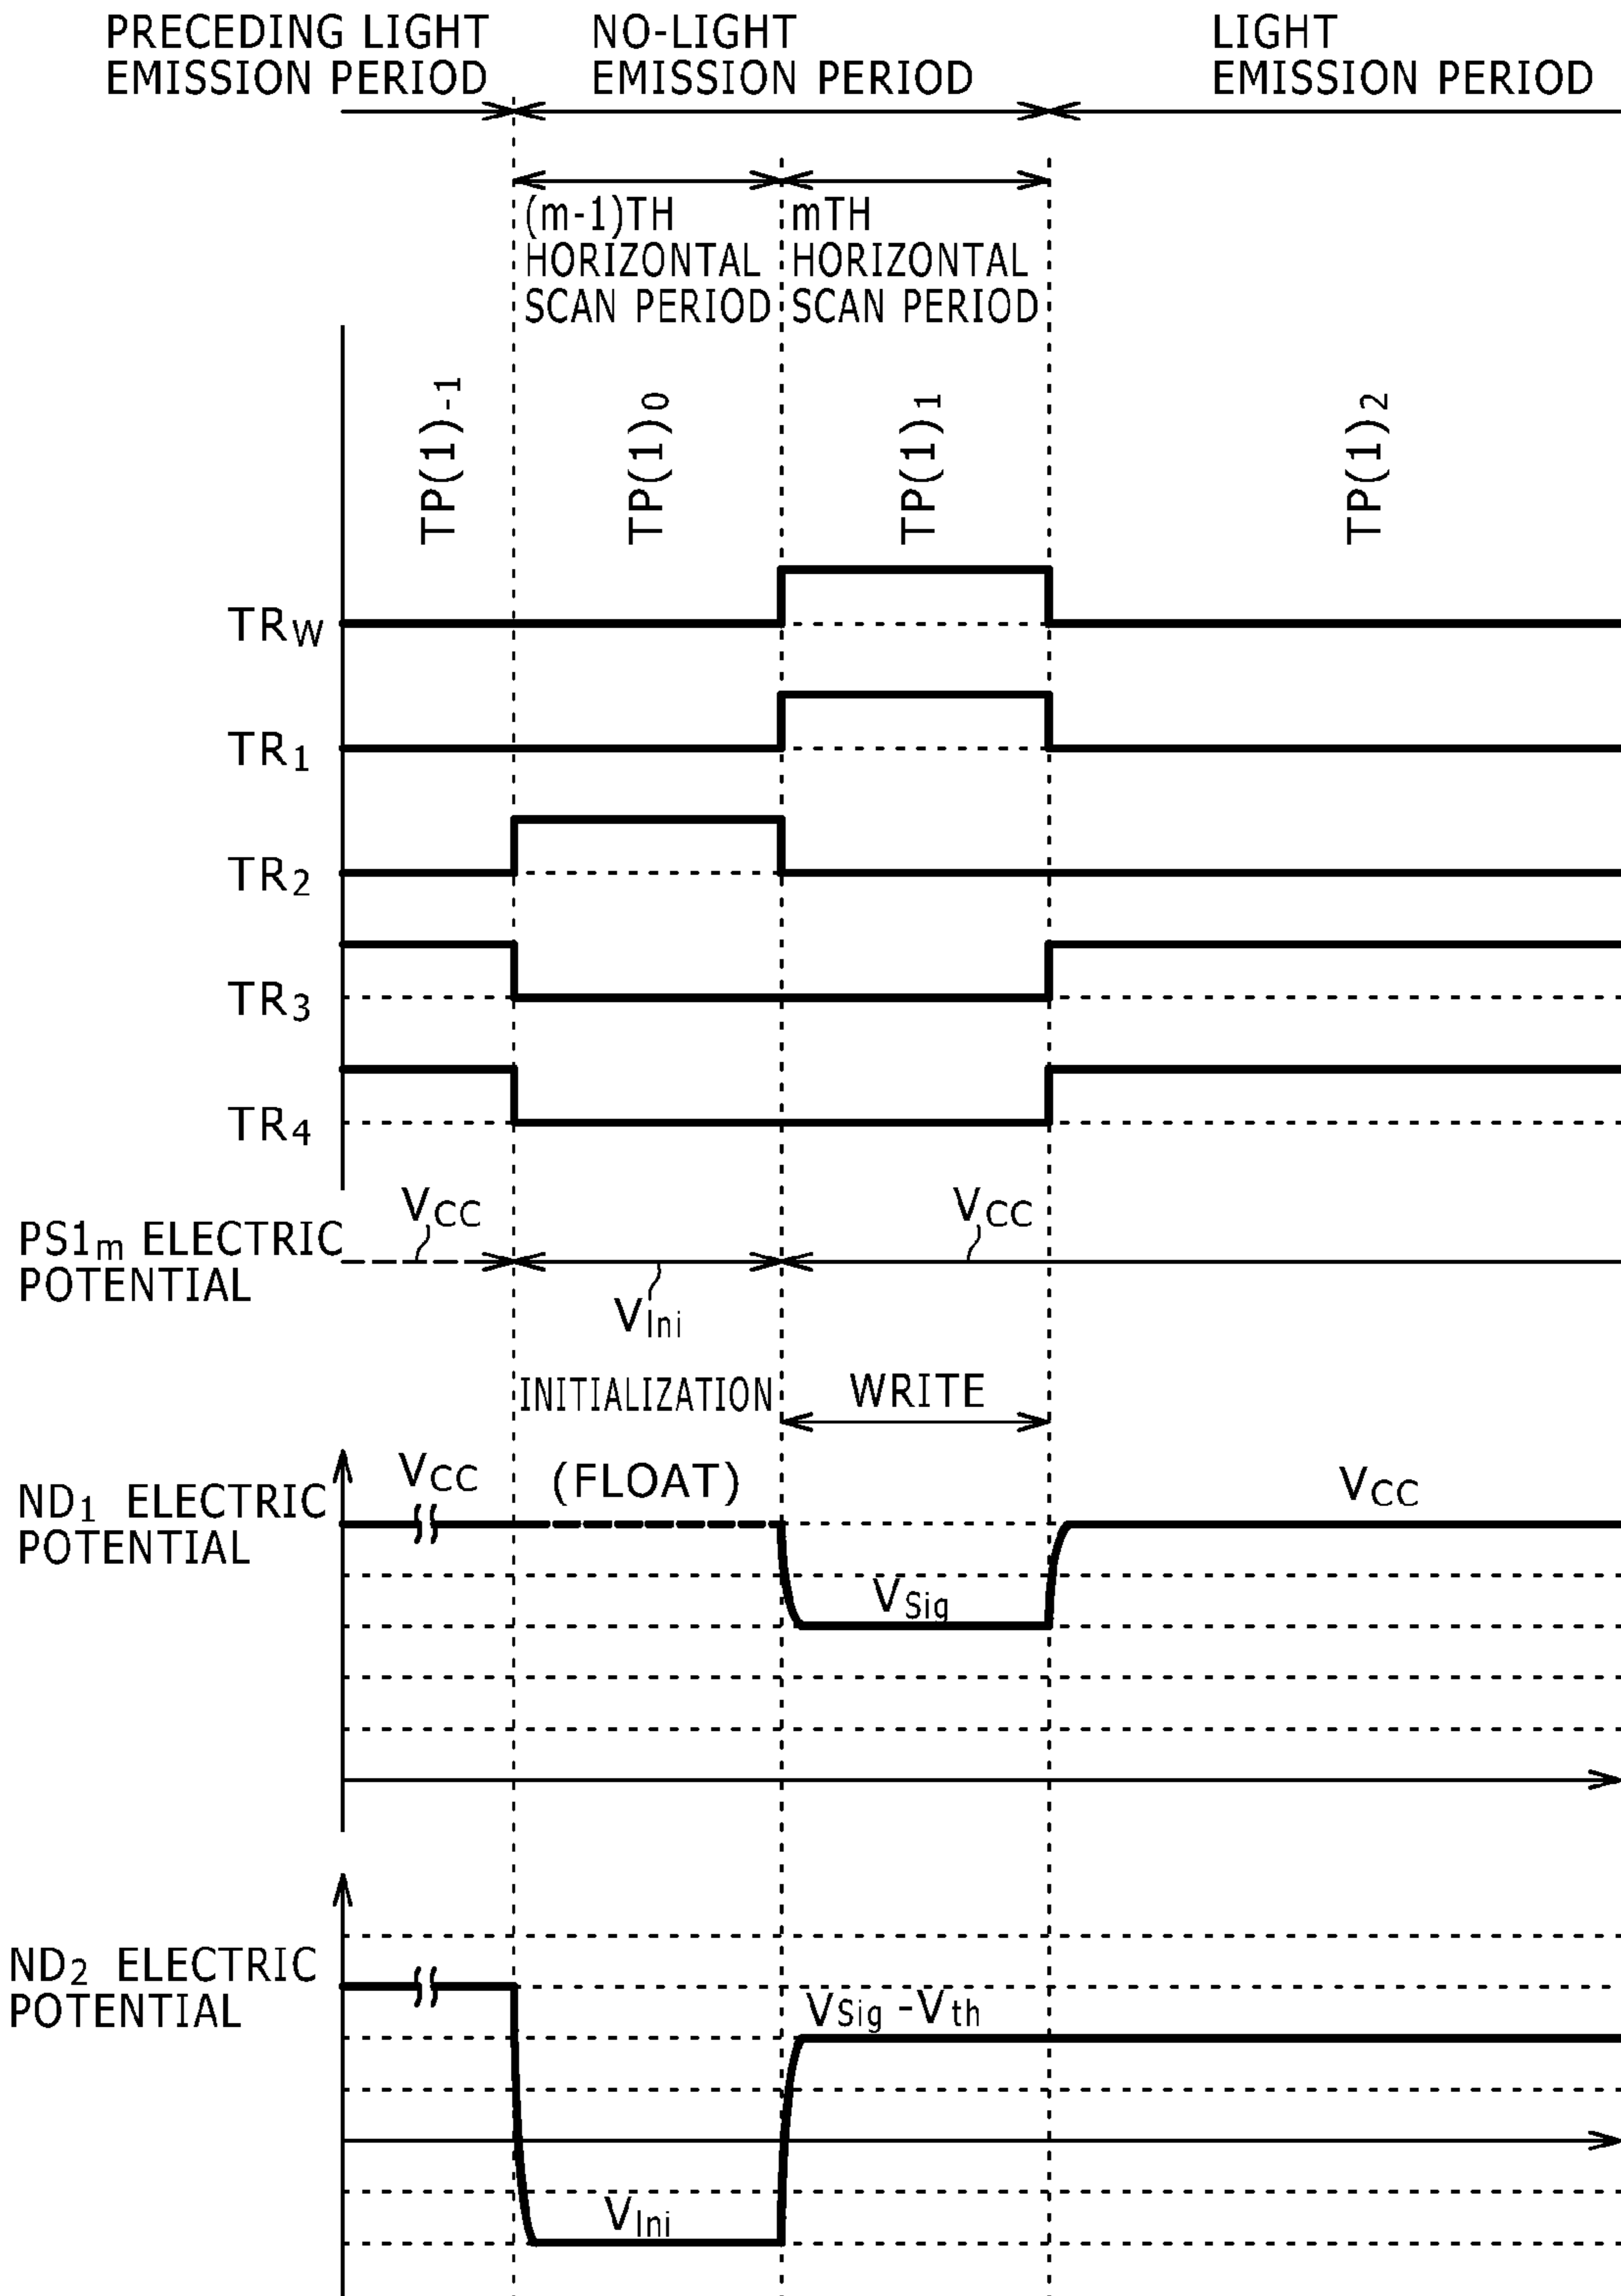 PRECEDING LIGHT
EMISSION PERIOD
NO-LIGHT
EMISSION PERIOD
LIGHT
EMISSION PERIOD
(m-1)TH
HORIZONTAL
SCAN PERIOD
mTH
HORIZONTAL
SCAN PERIOD
TP(1)-1
TP(1)0
TP(1)1
TP(1)2
TRW
TR1
TR2
TR3
TR4
PS1m ELECTRIC
POTENTIAL
VCC
VIni
VCC
INITIALIZATION
WRITE
ND1 ELECTRIC
POTENTIAL
VCC
(FLOAT)
VSig
VCC
ND2 ELECTRIC
POTENTIAL
VSig -Vth
VIni